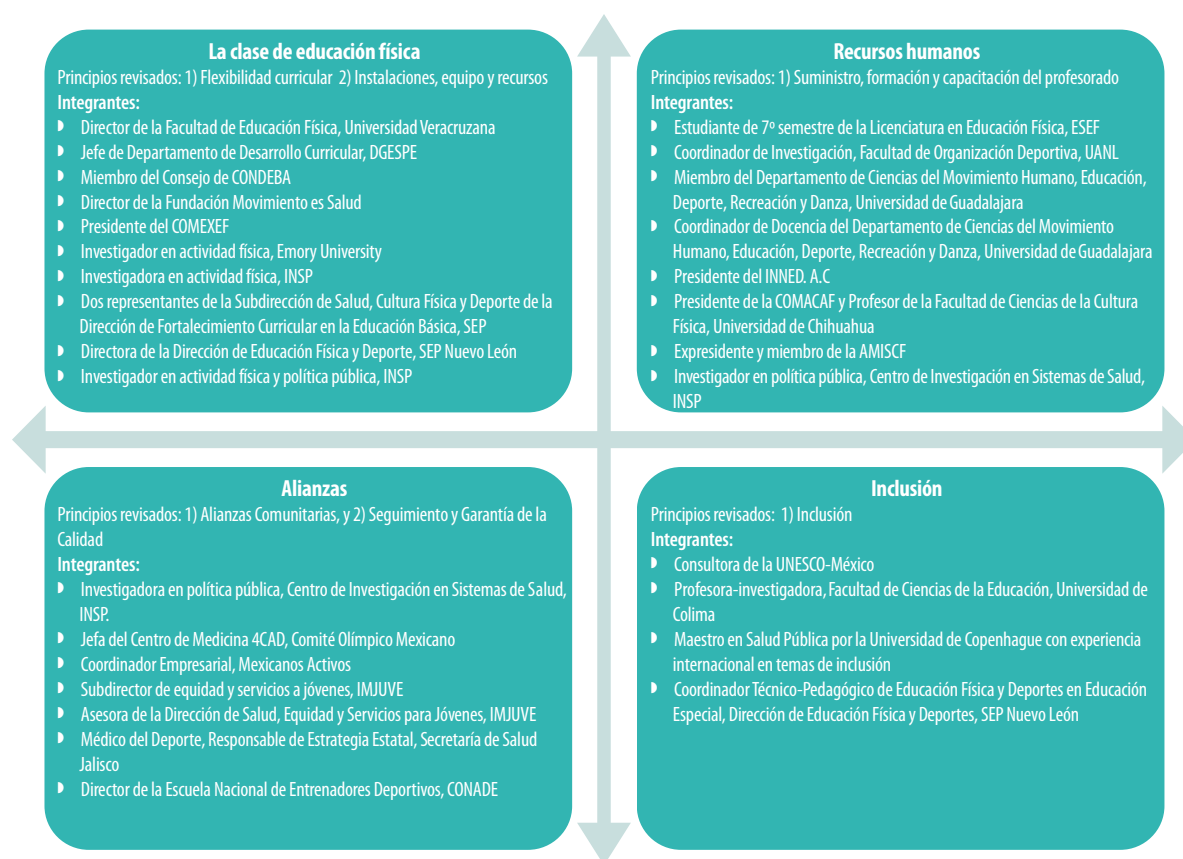 La clase de educación física
Principios revisados: 1) Flexibilidad curricular 2) Instalaciones, equipo y recursos
Integrantes:
Director de la Facultad de Educación Física, Universidad Veracruzana
Jefe de Departamento de Desarrollo Curricular, DGESPE
Miembro del Consejo de CONDEBA
Director de la Fundación Movimiento es Salud
Presidente del COMEXEF
Investigador en actividad física, Emory University
Investigadora en actividad física, INSP
Dos representantes de la Subdirección de Salud, Cultura Física y Deporte de la
Dirección de Fortalecimiento Curricular en la Educación Básica, SEP
Directora de la Dirección de Educación Física y Deporte, SEP Nuevo León
Investigador en actividad física y política pública, INSP
Recursos humanos
Principios revisados: 1) Suministro, formación y capacitación del profesorado
Integrantes:
Estudiante de 7º semestre de la Licenciatura en Educación Física, ESEF
Coordinador de Investigación, Facultad de Organización Deportiva, UANL
Miembro del Departamento de Ciencias del Movimiento Humano, Educación,
Deporte, Recreación y Danza, Universidad de Guadalajara
Coordinador de Docencia del Departamento de Ciencias del Movimiento
Humano, Educación, Deporte, Recreación y Danza, Universidad de Guadalajara
Presidente del INNED. A.C
Presidente de la COMACAF y Profesor de la Facultad de Ciencias de la Cultura
Física, Universidad de Chihuahua
Expresidente y miembro de la AMISCF
Investigador en política pública, Centro de Investigación en Sistemas de Salud,
INSP
Alianzas
Principios revisados: 1) Alianzas Comunitarias, y 2) Seguimiento y Garantía de la
Calidad
Integrantes:
Investigadora en política pública, Centro de Investigación en Sistemas de Salud,
INSP.
Jefa del Centro de Medicina 4CAD, Comité Olímpico Mexicano
Coordinador Empresarial, Mexicanos Activos
Subdirector de equidad y servicios a jóvenes, IMJUVE
Asesora de la Dirección de Salud, Equidad y Servicios para Jóvenes, IMJUVE
Médico del Deporte, Responsable de Estrategia Estatal, Secretaría de Salud
Jalisco
Director de la Escuela Nacional de Entrenadores Deportivos, CONADE
Inclusión
Principios revisados: 1) Inclusión
Integrantes:
Consultora de la UNESCO-México
Profesora-investigadora, Facultad de Ciencias de la Educación, Universidad de
Colima
Maestro en Salud Pública por la Universidad de Copenhague con experiencia
internacional en temas de inclusión
Coordinador Técnico-Pedagógico de Educación Física y Deportes en Educación
Especial, Dirección de Educación Física y Deportes, SEP Nuevo León